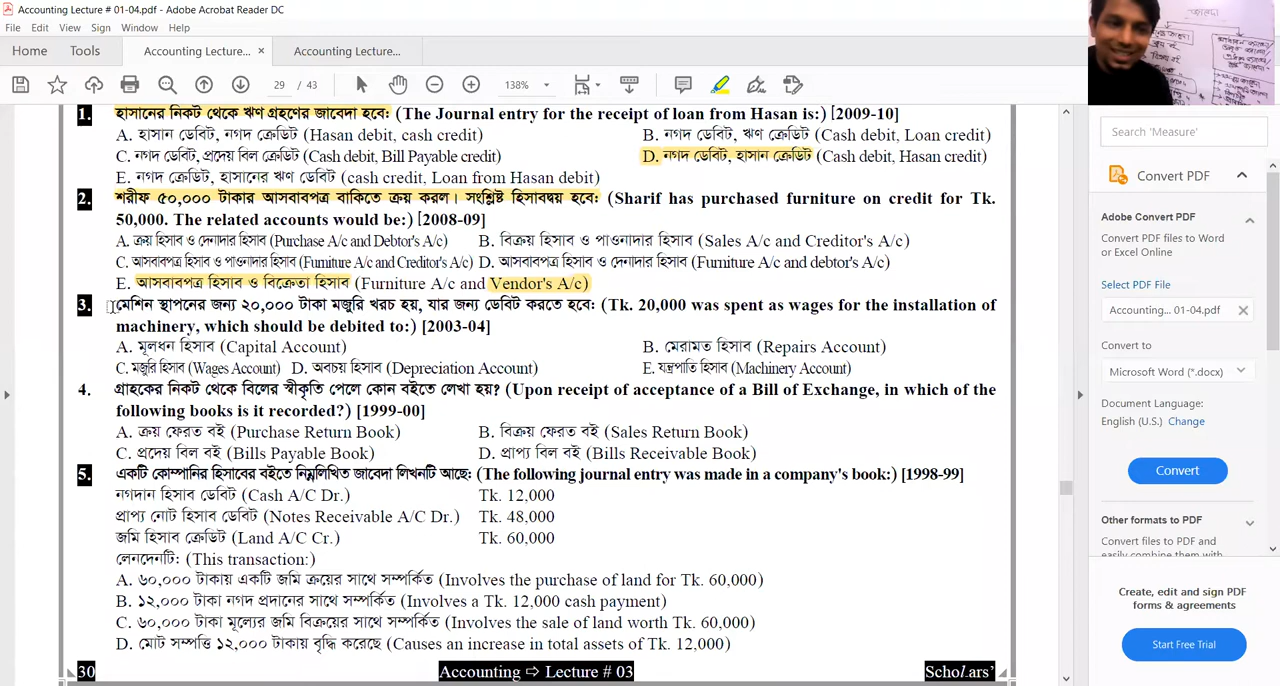 Accounting Lecture # 01-04.pdf - Adobe Acrobat Reader DC
File Edit View Sign Window Help
Home Tools Accounting Lecture... × Accounting Lecture...
29 / 43 138%
1. হাসানের নিকট থেকে ঋণ গ্রহণের জাবেদা হবেঃ (The Journal entry for the receipt of loan from Hasan is:) [2009-10]
A. হাসান ডেবিট, নগদ ক্রেডিট (Hasan debit, cash credit) B. নগদ ডেবিট, ঋণ ক্রেডিট (Cash debit, Loan credit)
C. নগদ ডেবিট, প্রদেয় বিল ক্রেডিট (Cash debit, Bill Payable credit) D. নগদ ডেবিট, হাসান ক্রেডিট (Cash debit, Hasan credit)
E. নগদ ক্রেডিট, হাসানের ঋণ ডেবিট (cash credit, Loan from Hasan debit)
2. শরীফ ৫০,০০০ টাকার আসবাবপত্র বাকিতে ক্রয় করল। সংশ্লিষ্ট হিসাবদ্বয় হবেঃ (Sharif has purchased furniture on credit for Tk.
50,000. The related accounts would be:) [2008-09]
A. ক্রয় হিসাব ও দেনাদার হিসাব (Purchase A/c and Debtor's A/c) B. বিক্রয় হিসাব ও পাওনাদার হিসাব (Sales A/c and Creditor's A/c)
C. আসবাবপত্র হিসাব ও পাওনাদার হিসাব (Furniture A/c and Creditor's A/c) D. আসবাবপত্র হিসাব ও দেনাদার হিসাব (Furniture A/c and debtor's A/c)
E. আসবাবপত্র হিসাব ও বিক্রেতা হিসাব (Furniture A/c and Vendor's A/c)
3. মেশিন স্থাপনের জন্য ২০,০০০ টাকা মজুরি খরচ হয়, যার জন্য ডেবিট করতে হবেঃ (Tk. 20,000 was spent as wages for the installation of
machinery, which should be debited to:) [2003-04]
A. মূলধন হিসাব (Capital Account) B. মেরামত হিসাব (Repairs Account)
C. মজুরি হিসাব (Wages Account) D. অবচয় হিসাব (Depreciation Account) E. যন্ত্রপাতি হিসাব (Machinery Account)
4. গ্রাহকের নিকট থেকে বিলের স্বীকৃতি পেলে কোন বইতে লেখা হয়? (Upon receipt of acceptance of a Bill of Exchange, in which of the
following books is it recorded?) [1999-00]
A. ক্রয় ফেরত বই (Purchase Return Book) B. বিক্রয় ফেরত বই (Sales Return Book)
C. প্রদেয় বিল বই (Bills Payable Book) D. প্রাপ্য বিল বই (Bills Receivable Book)
5. একটি কোম্পানির হিসাবের বইতে নিম্নলিখিত জাবেদা লিখনটি আছেঃ (The following journal entry was made in a company's book:) [1998-99]
নগদান হিসাব ডেবিট (Cash A/C Dr.) Tk. 12,000
প্রাপ্য নোট হিসাব ডেবিট (Notes Receivable A/C Dr.) Tk. 48,000
জমি হিসাব ক্রেডিট (Land A/C Cr.) Tk. 60,000
লেনদেনটি: (This transaction:)
A. ৬০,০০০ টাকায় একটি জমি ক্রয়ের সাথে সম্পর্কিত (Involves the purchase of land for Tk. 60,000)
B. ১২,০০০ টাকা নগদ প্রদানের সাথে সম্পর্কিত (Involves a Tk. 12,000 cash payment)
C. ৬০,০০০ টাকা মূল্যের জমি বিক্রয়ের সাথে সম্পর্কিত (Involves the sale of land worth Tk. 60,000)
D. মোট সম্পত্তি ১২,০০০ টাকায় বৃদ্ধি করেছে (Causes an increase in total assets of Tk. 12,000)
30 Accounting ⇨ Lecture # 03 Scholars'
Search 'Measure'
Convert PDF
Adobe Convert PDF
Convert PDF files to Word
or Excel Online
Select PDF File
Accounting... 01-04.pdf ×
Convert to
Microsoft Word (*.docx)
Document Language:
English (U.S.) Change
Convert
Other formats to PDF
Convert files to PDF and
easily combine them with
Create, edit and sign PDF
forms & agreements
Start Free Trial